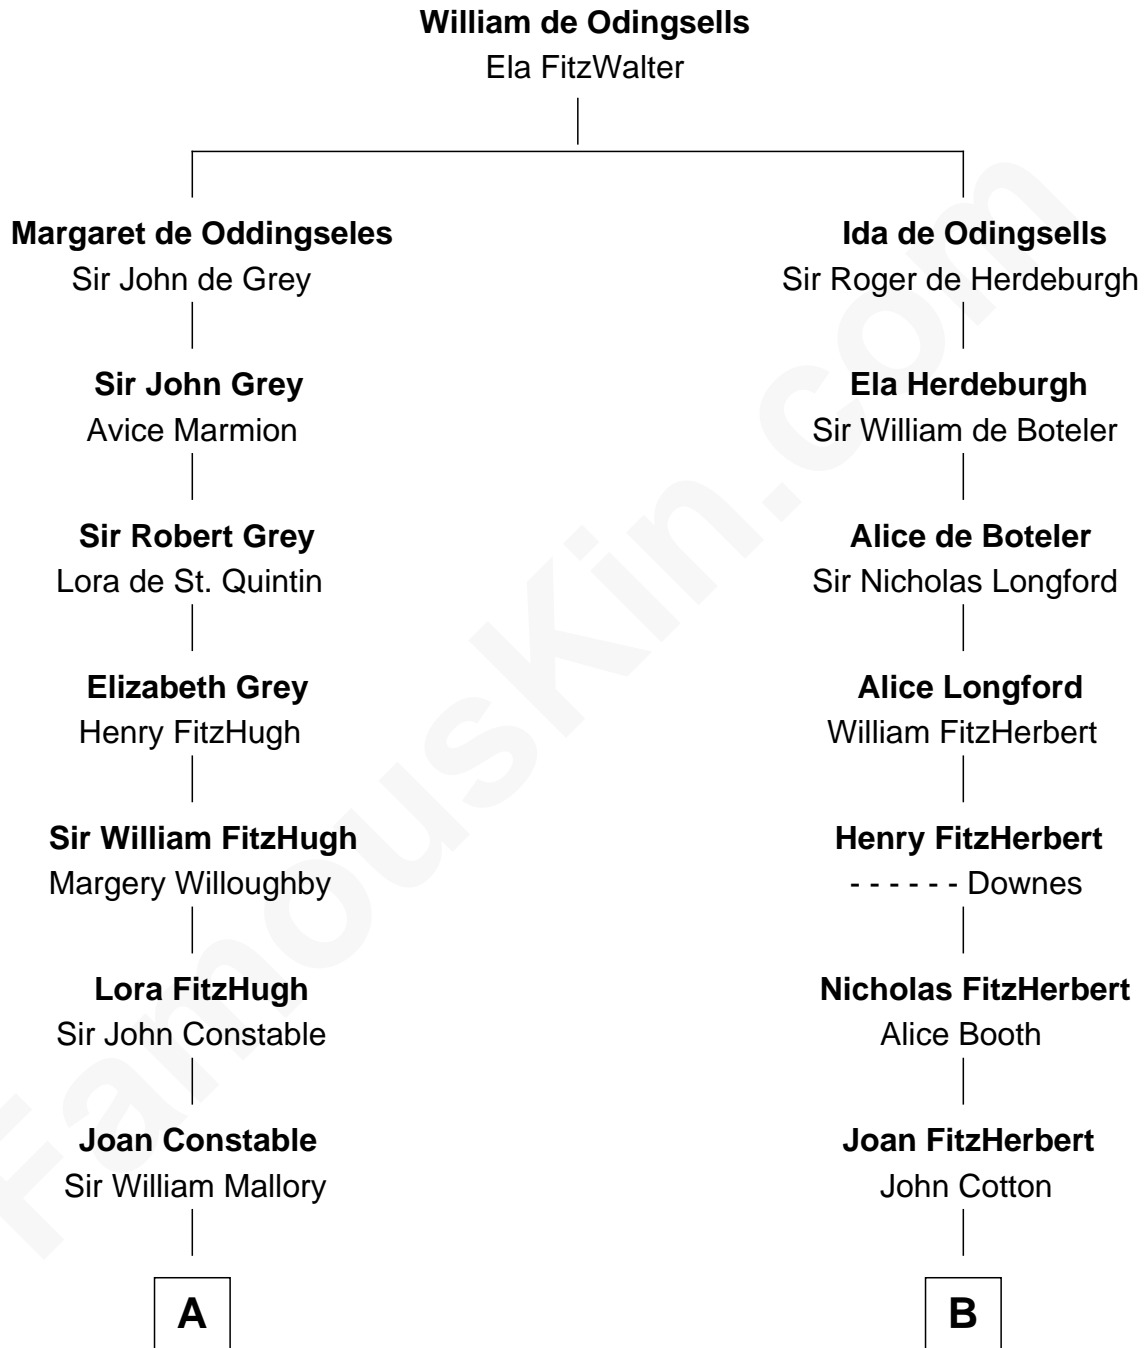 William de Odingsells
Ela FitzWalter
Margaret de Oddingseles
Sir John de Grey
Sir John Grey
Avice Marmion
Sir Robert Grey
Lora de St. Quintin
Elizabeth Grey
Henry FitzHugh
Sir William FitzHugh
Margery Willoughby
Lora FitzHugh
Sir John Constable
Joan Constable
Sir William Mallory
A
Ida de Odingsells
Sir Roger de Herdeburgh
Ela Herdeburgh
Sir William de Boteler
Alice de Boteler
Sir Nicholas Longford
Alice Longford
William FitzHerbert
Henry FitzHerbert
- - - - - - Downes
Nicholas FitzHerbert
Alice Booth
Joan FitzHerbert
John Cotton
B
FamousKin.com